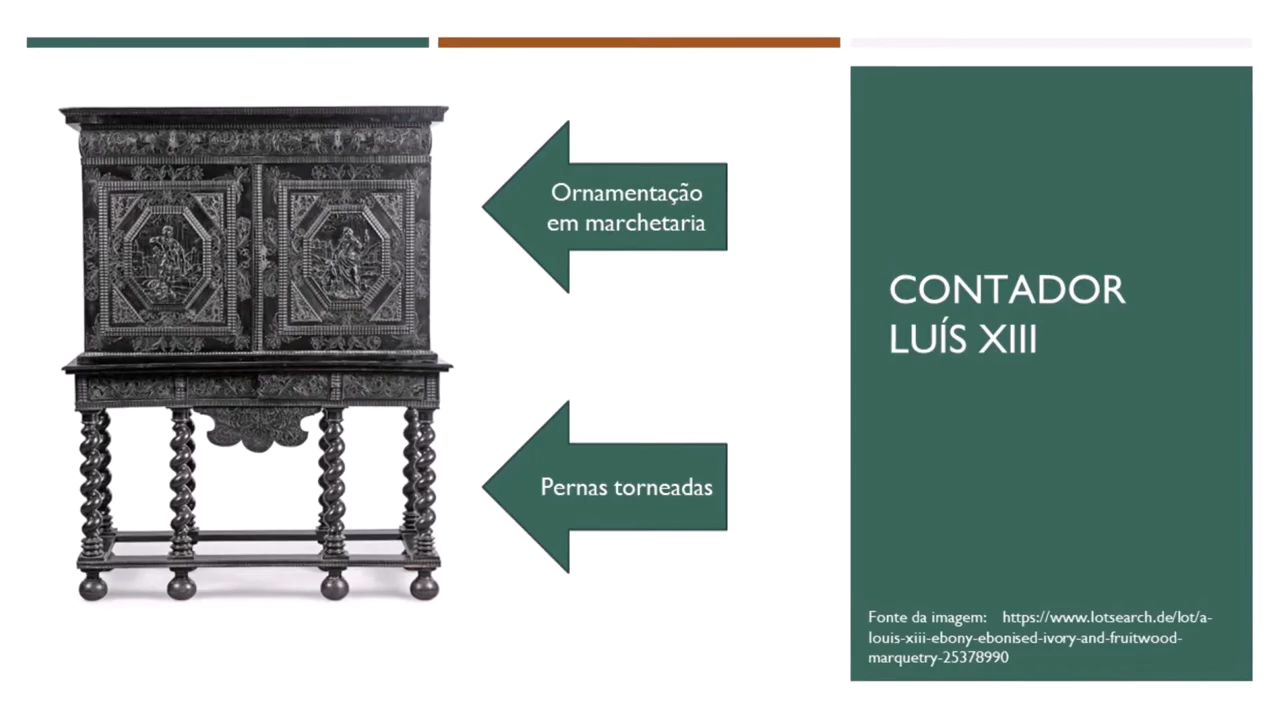 Ornamentação
em marchetaria
Pernas torneadas
CONTADOR
LUÍS XIII
Fonte da imagem: https://www.lotsearch.de/lot/a-
louis-xiii-ebony-ebonised-ivory-and-fruitwood-
marquetry-25378990